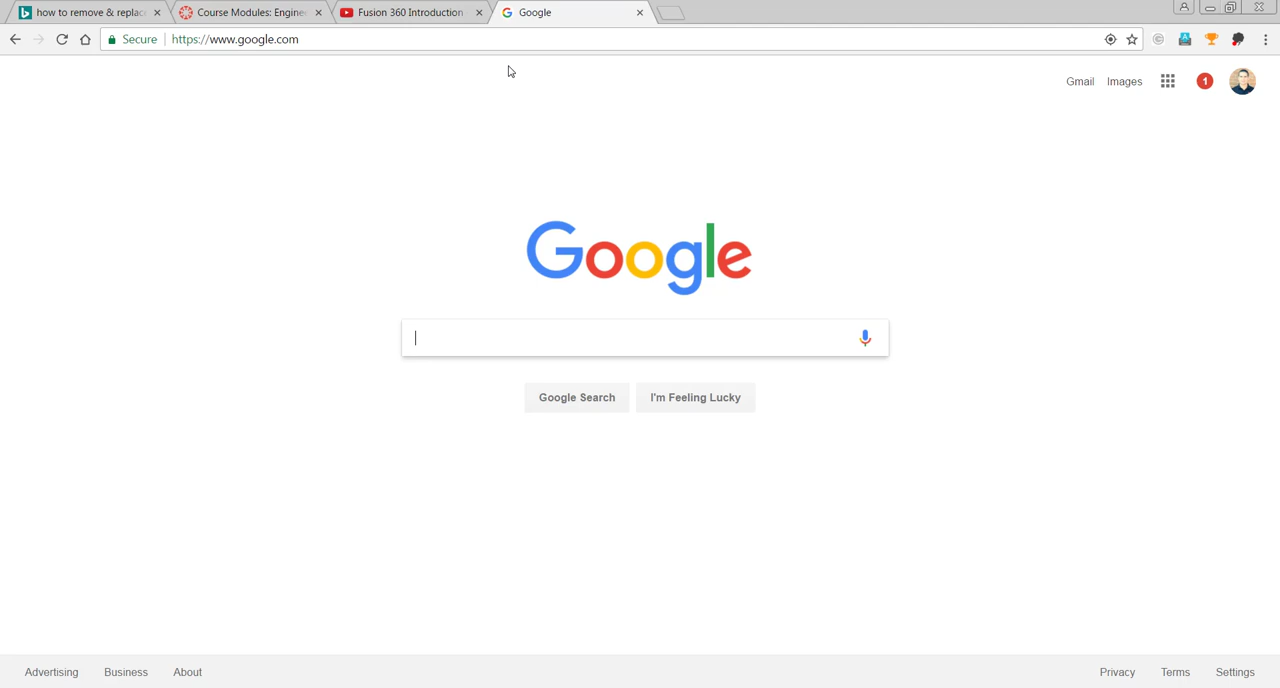 how to remove & replac
Course Modules: Enginee
Fusion 360 Introduction
Google
Secure
https://www.google.com
Gmail
Images
1
Google
Google Search
I'm Feeling Lucky
Advertising
Business
About
Privacy
Terms
Settings